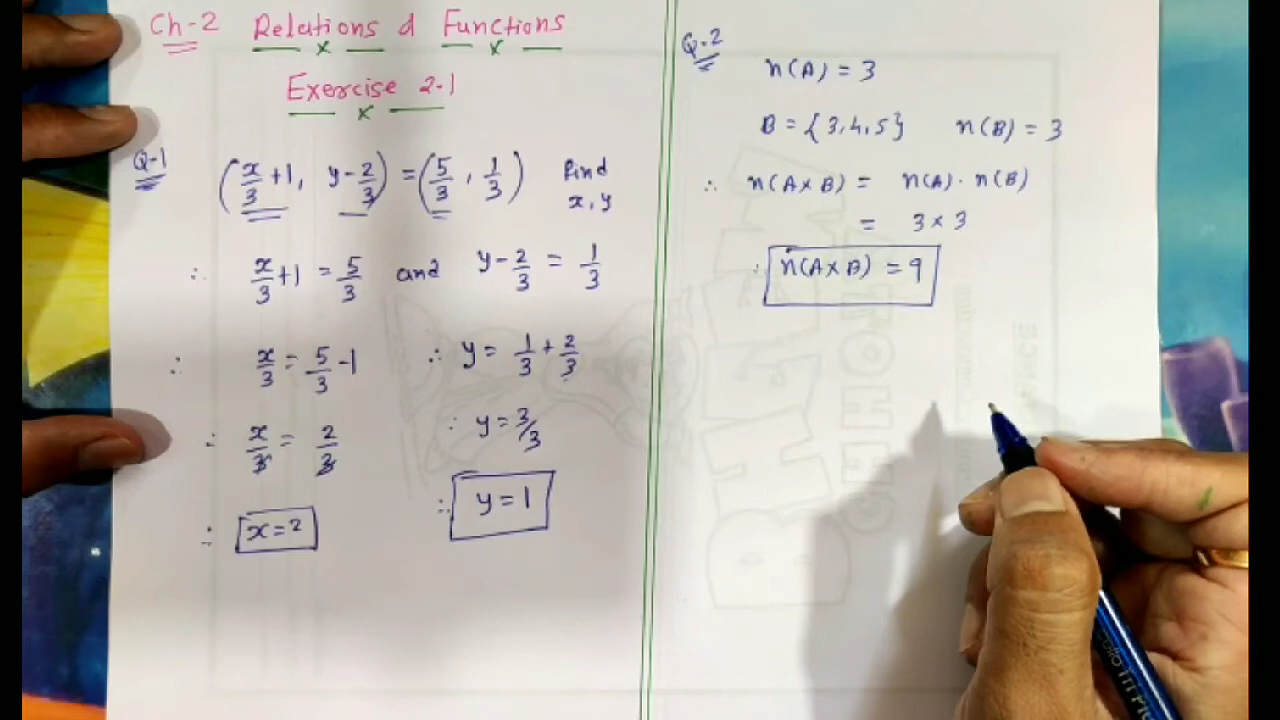 Ch-2 Relations & Functions
Exercise 2-1
Q-1 (x/3 + 1, y - 2/3) = (5/3, 1/3) Find x, y
∴ x/3 + 1 = 5/3 and y - 2/3 = 1/3
∴ x/3 = 5/3 - 1 ∴ y = 1/3 + 2/3
∴ x/3 = 2/3 ∴ y = 3/3
∴ x = 2 ∴ y = 1
Q-2
n(A) = 3
B = {3, 4, 5} n(B) = 3
∴ n(A × B) = n(A) · n(B)
= 3 × 3
∴ n(A × B) = 9